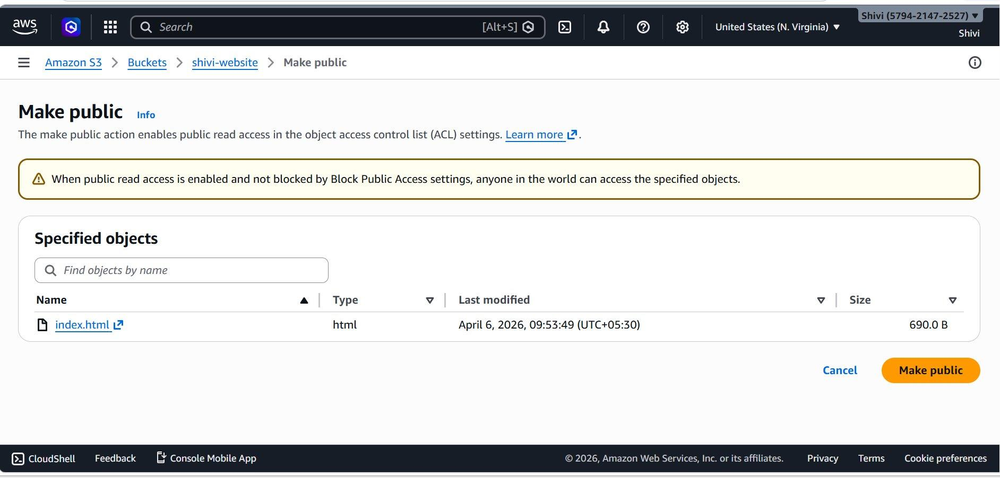 aws
Search [Alt+S]
United States (N. Virginia)
Shivi (5794-2147-2527)
Shivi
Amazon S3 > Buckets > shivi-website > Make public
Make public Info
The make public action enables public read access in the object access control list (ACL) settings. Learn more.
When public read access is enabled and not blocked by Block Public Access settings, anyone in the world can access the specified objects.
Specified objects
Find objects by name
Name Type Last modified Size
index.html html April 6, 2026, 09:53:49 (UTC+05:30) 690.0 B
Cancel Make public
CloudShell Feedback Console Mobile App © 2026, Amazon Web Services, Inc. or its affiliates. Privacy Terms Cookie preferences